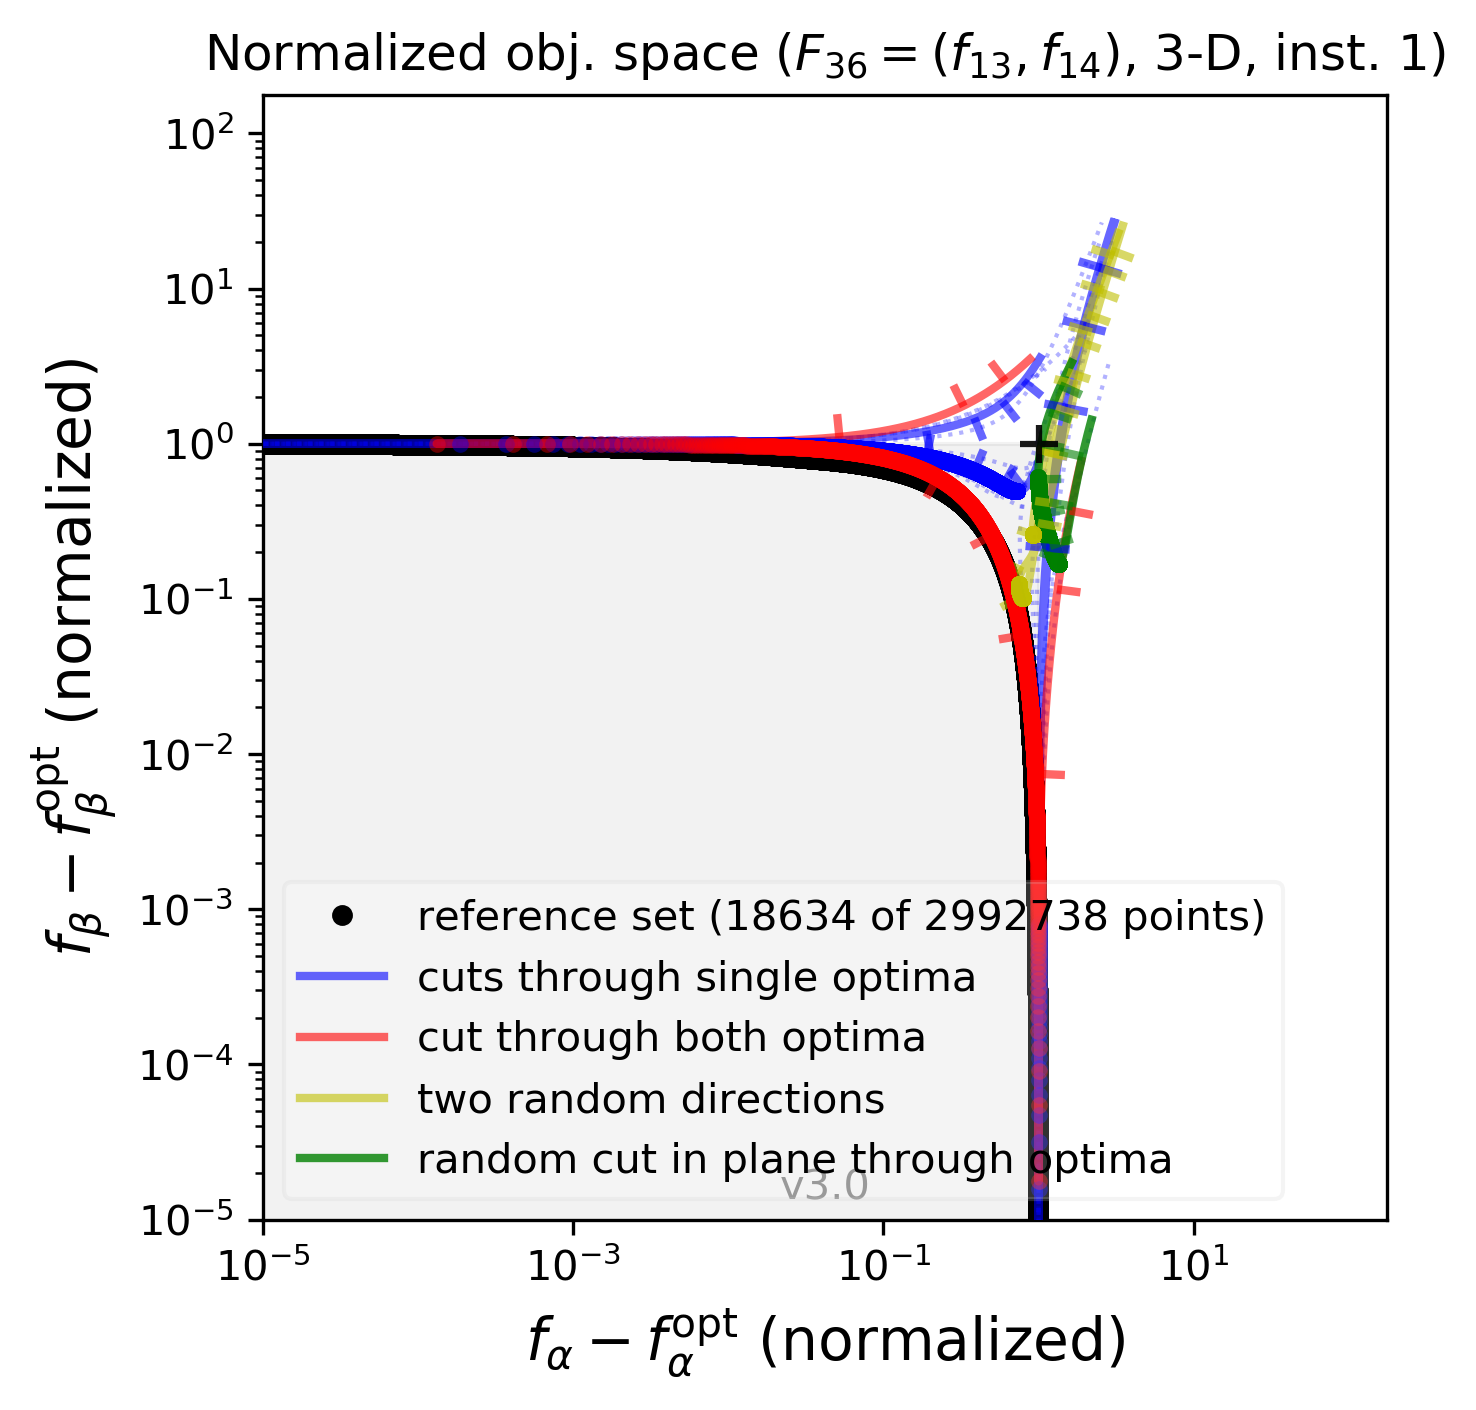 Normalized obj. space (F₃₆ = (f₁₃, f₁₄), 3-D, inst. 1)
10²
10¹
10⁰
10⁻¹
10⁻²
10⁻³
10⁻⁴
10⁻⁵
f_β − f_β^opt (normalized)
reference set (18634 of 2992738 points)
cuts through single optima
cut through both optima
two random directions
random cut in plane through optima
v3.0
10⁻⁵ 10⁻³ 10⁻¹ 10¹
f_α − f_α^opt (normalized)